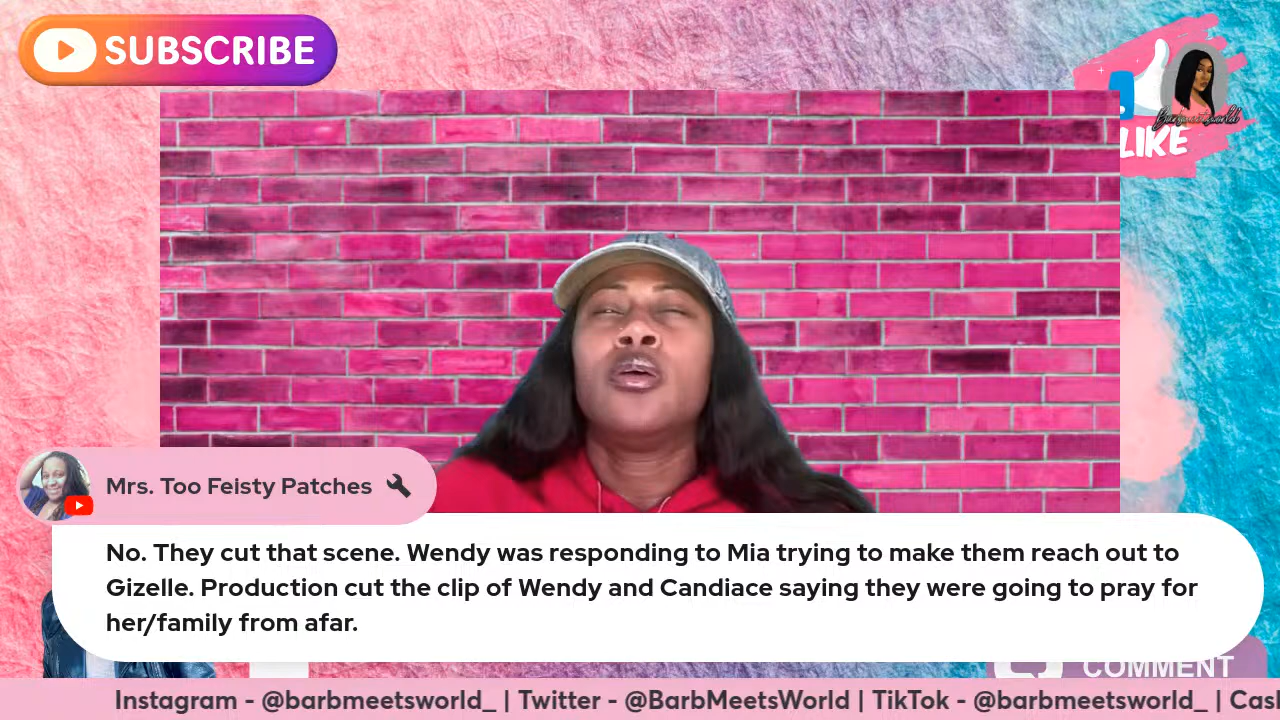 SUBSCRIBE
Barbmeetsworld
LIKE
Mrs. Too Feisty Patches
No. They cut that scene. Wendy was responding to Mia trying to make them reach out to
Gizelle. Production cut the clip of Wendy and Candiace saying they were going to pray for
her/family from afar.
COMMENT
Instagram - @barbmeetsworld_ | Twitter - @BarbMeetsWorld | TikTok - @barbmeetsworld_ |